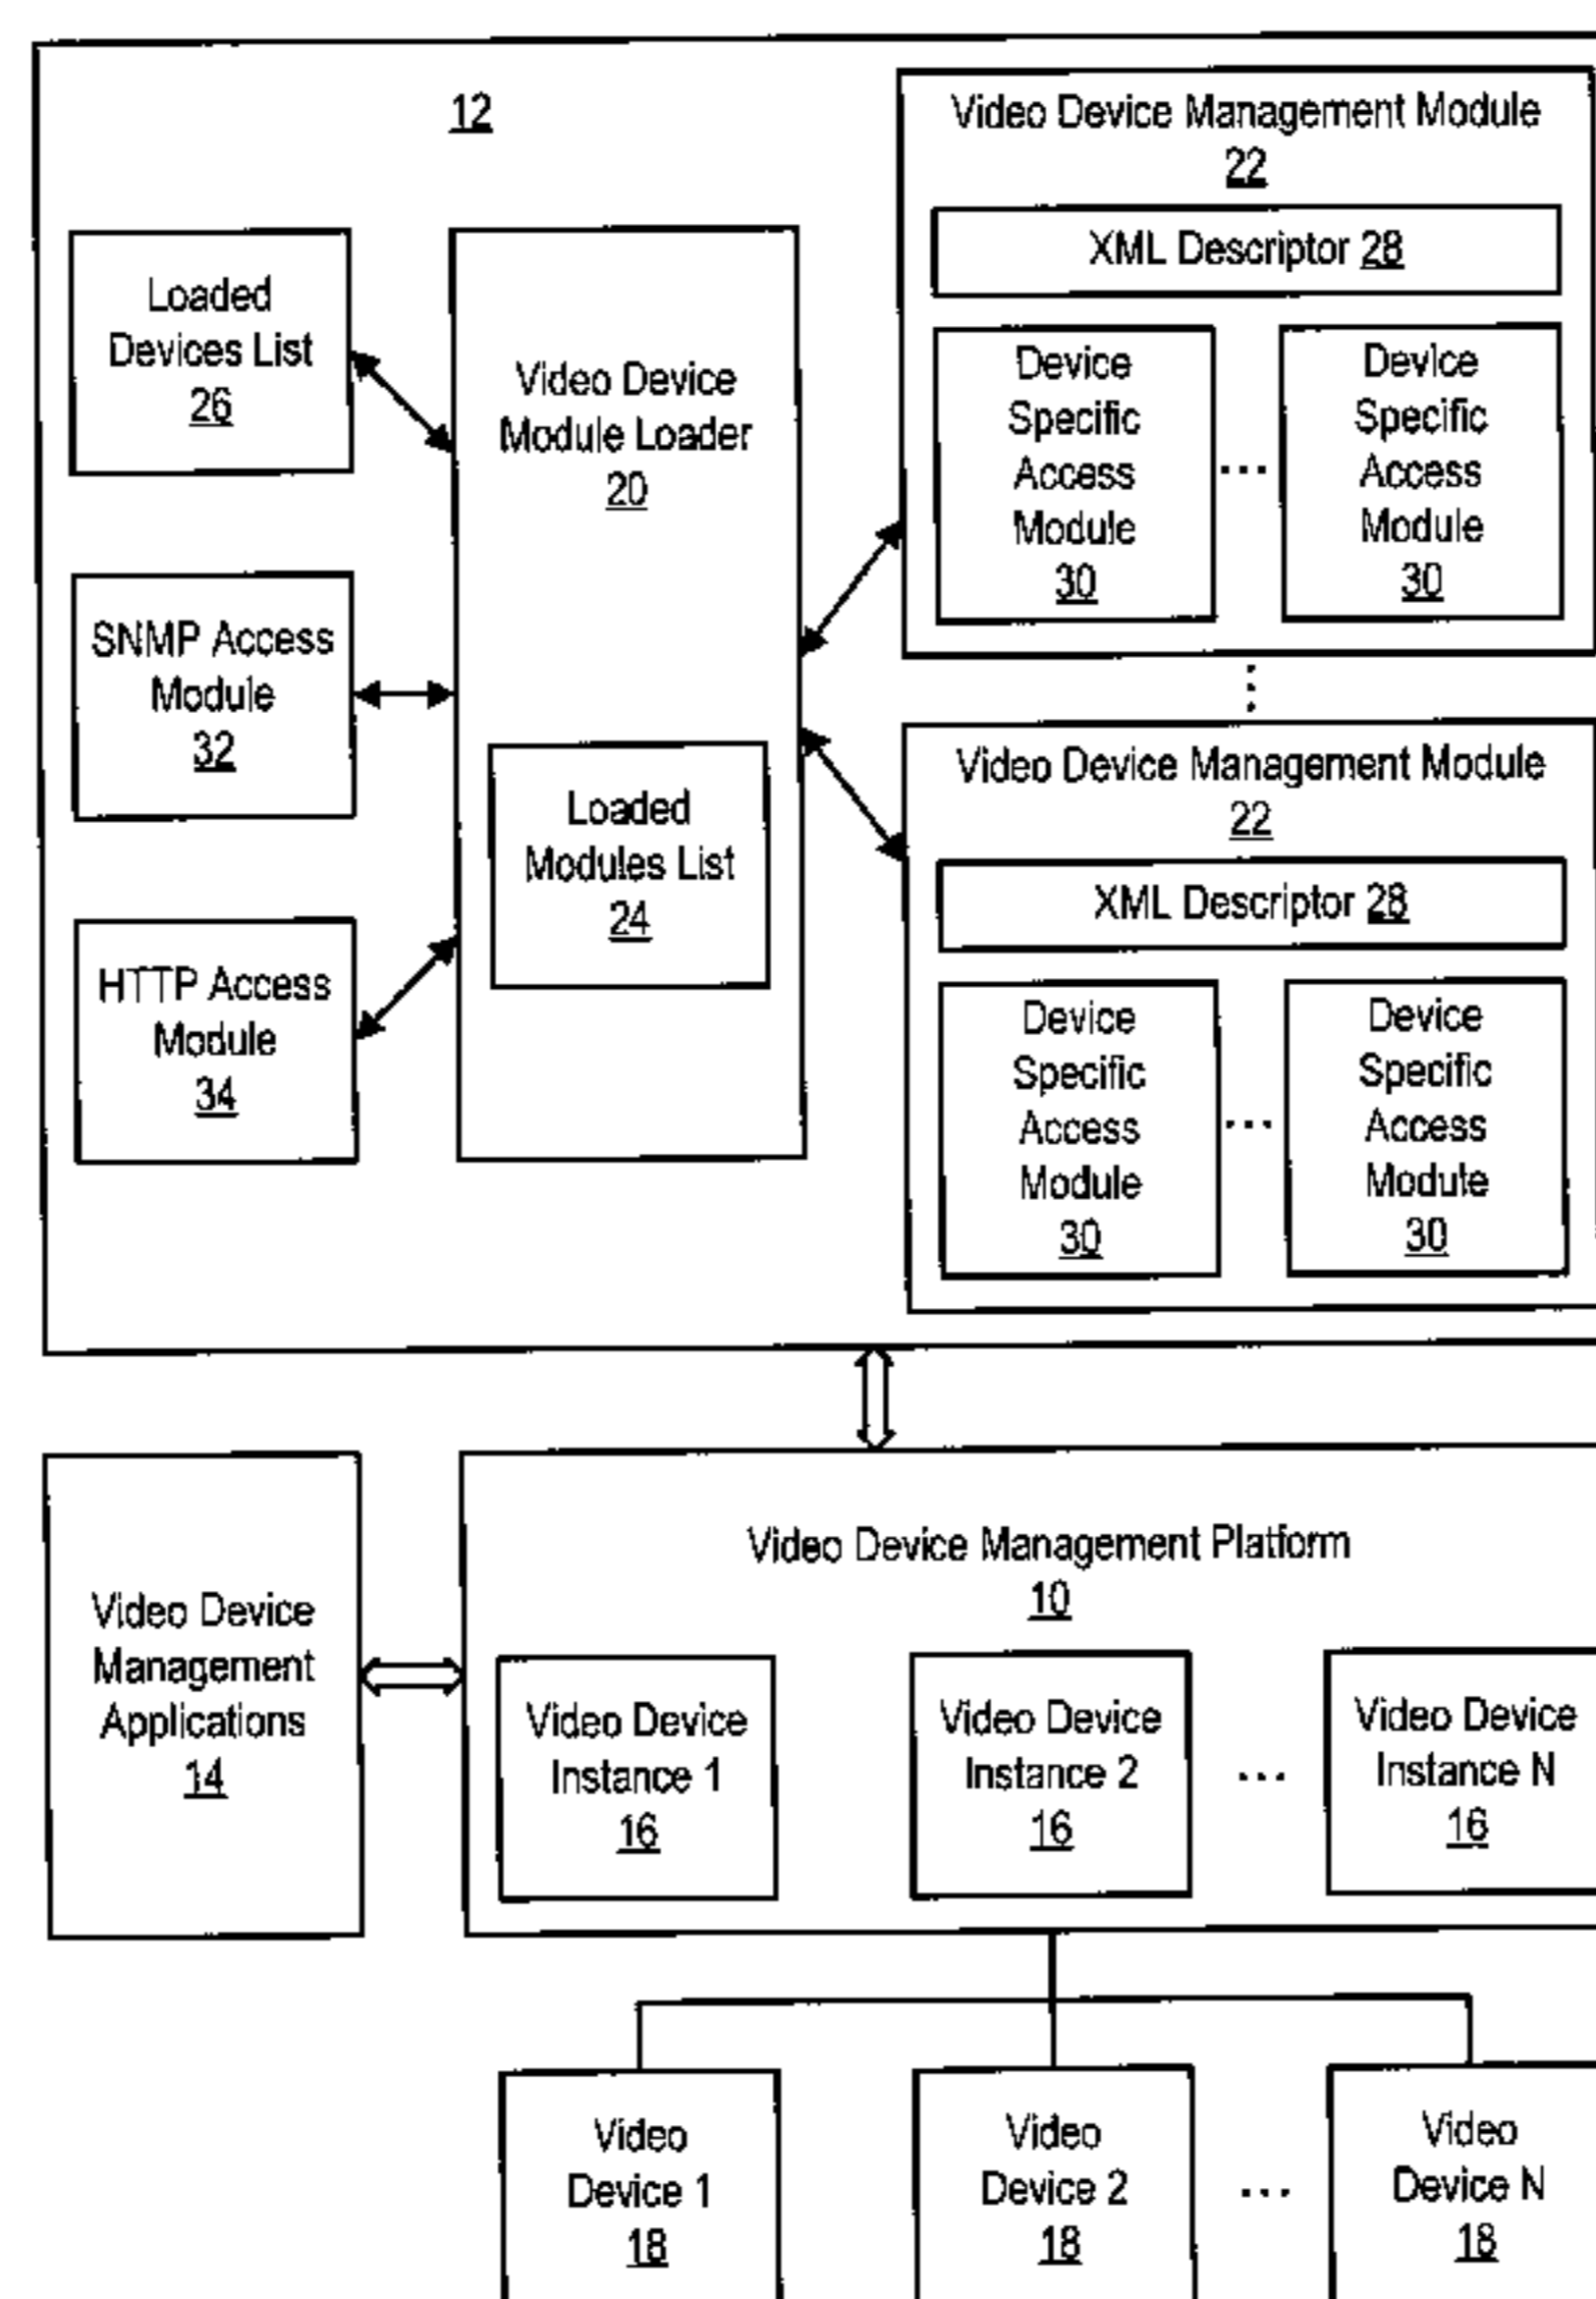 12
Loaded
Devices List
26
SNMP Access
Module
32
HTTP Access
Module
34
Video Device
Module Loader
20
Loaded
Modules List
24
Video Device Management Module
22
XML Descriptor 28
Device
Specific
Access
Module
30
...
Device
Specific
Access
Module
30
Video Device Management Module
22
XML Descriptor 28
Device
Specific
Access
Module
30
...
Device
Specific
Access
Module
30
Video Device
Management
Applications
14
Video Device Management Platform
10
Video Device
Instance 1
16
Video Device
Instance 2
16
...
Video Device
Instance N
16
Video
Device 1
18
Video
Device 2
18
...
Video
Device N
18